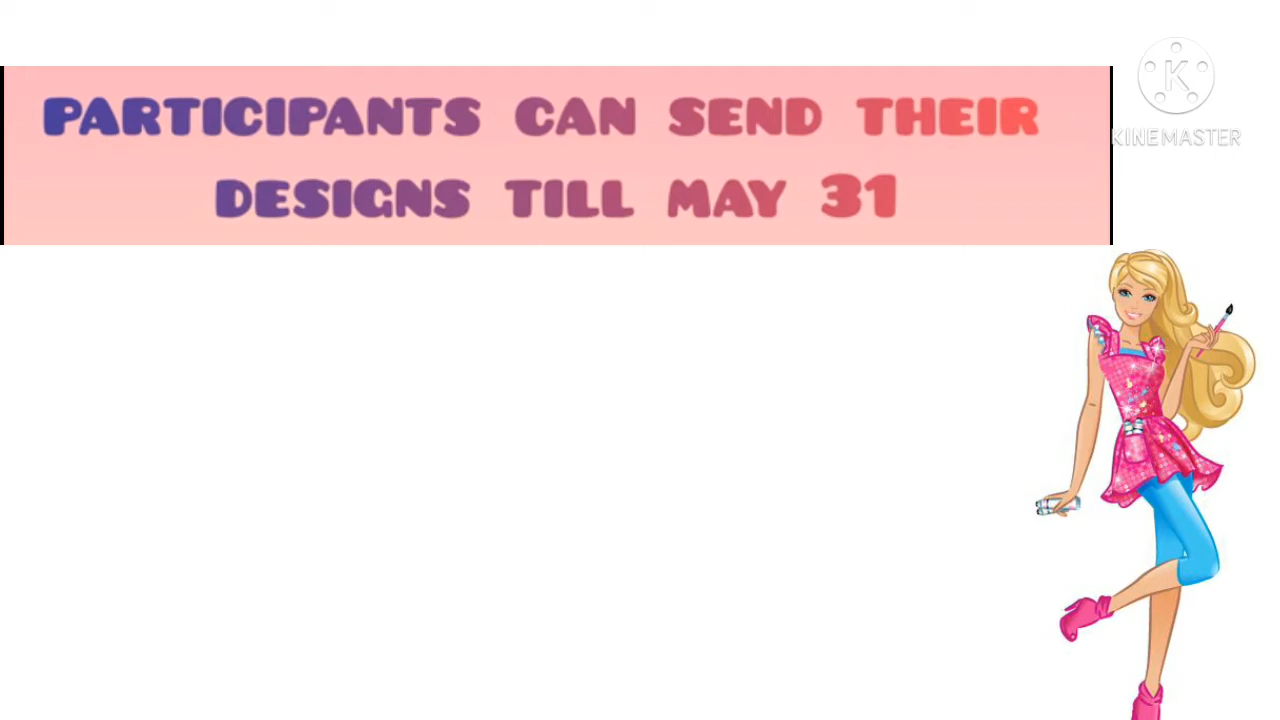 PARTICIPANTS CAN SEND THEIR
DESIGNS TILL MAY 31
K
KINEMASTER